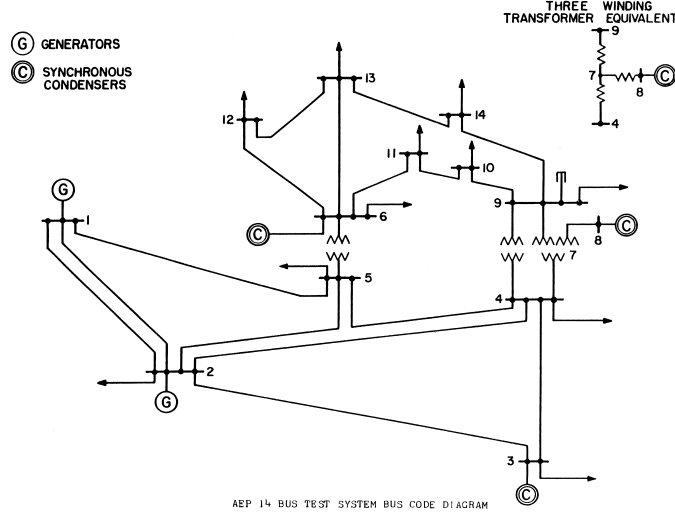 THREE WINDING
TRANSFORMER EQUIVALENT
9
7
C
8
4
G GENERATORS
C SYNCHRONOUS
CONDENSERS
13
12
14
11
10
G
9
1
6
C
C
8
7
5
4
2
G
3
C
AEP 14 BUS TEST SYSTEM BUS CODE DIAGRAM